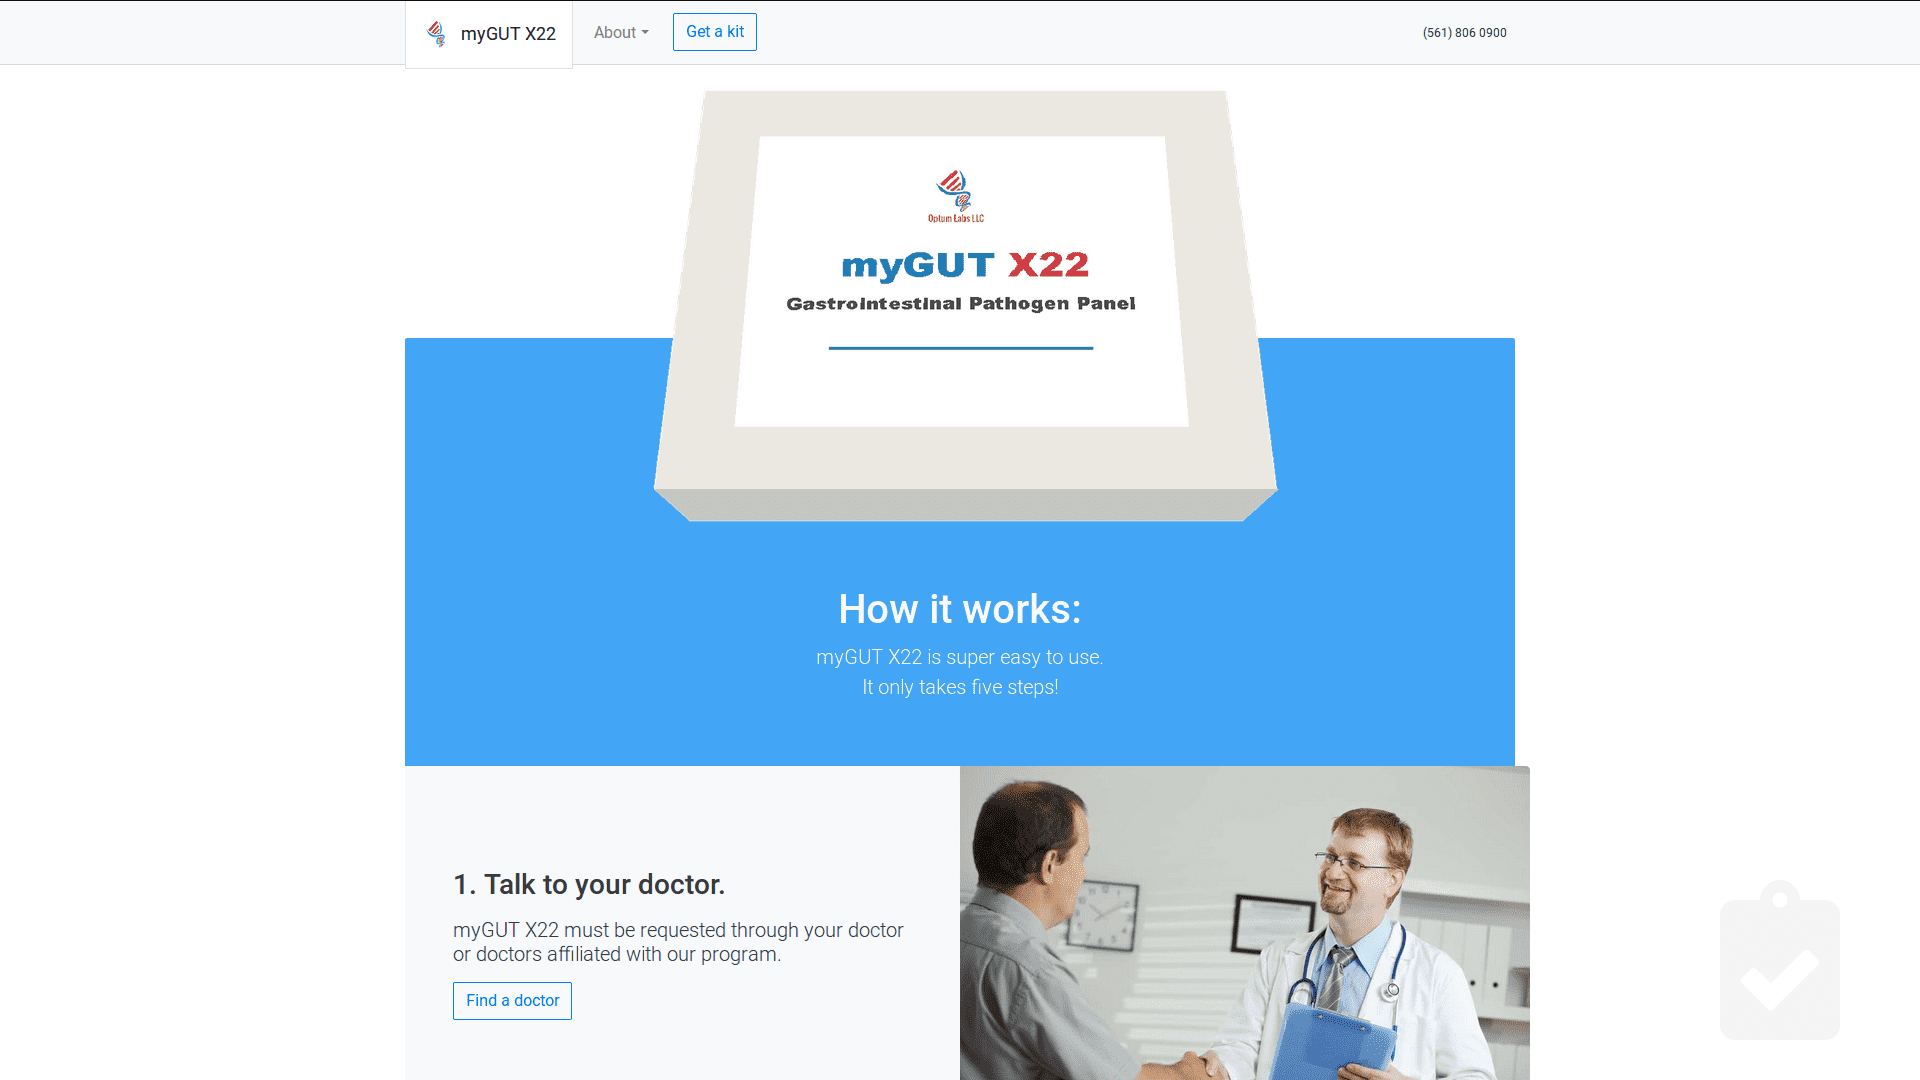 myGUT X22
About
Get a kit
(561) 806 0900
Optum Labs LLC
myGUT X22
Gastrointestinal Pathogen Panel
How it works:
myGUT X22 is super easy to use.
It only takes five steps!
1. Talk to your doctor.
myGUT X22 must be requested through your doctor
or doctors affiliated with our program.
Find a doctor